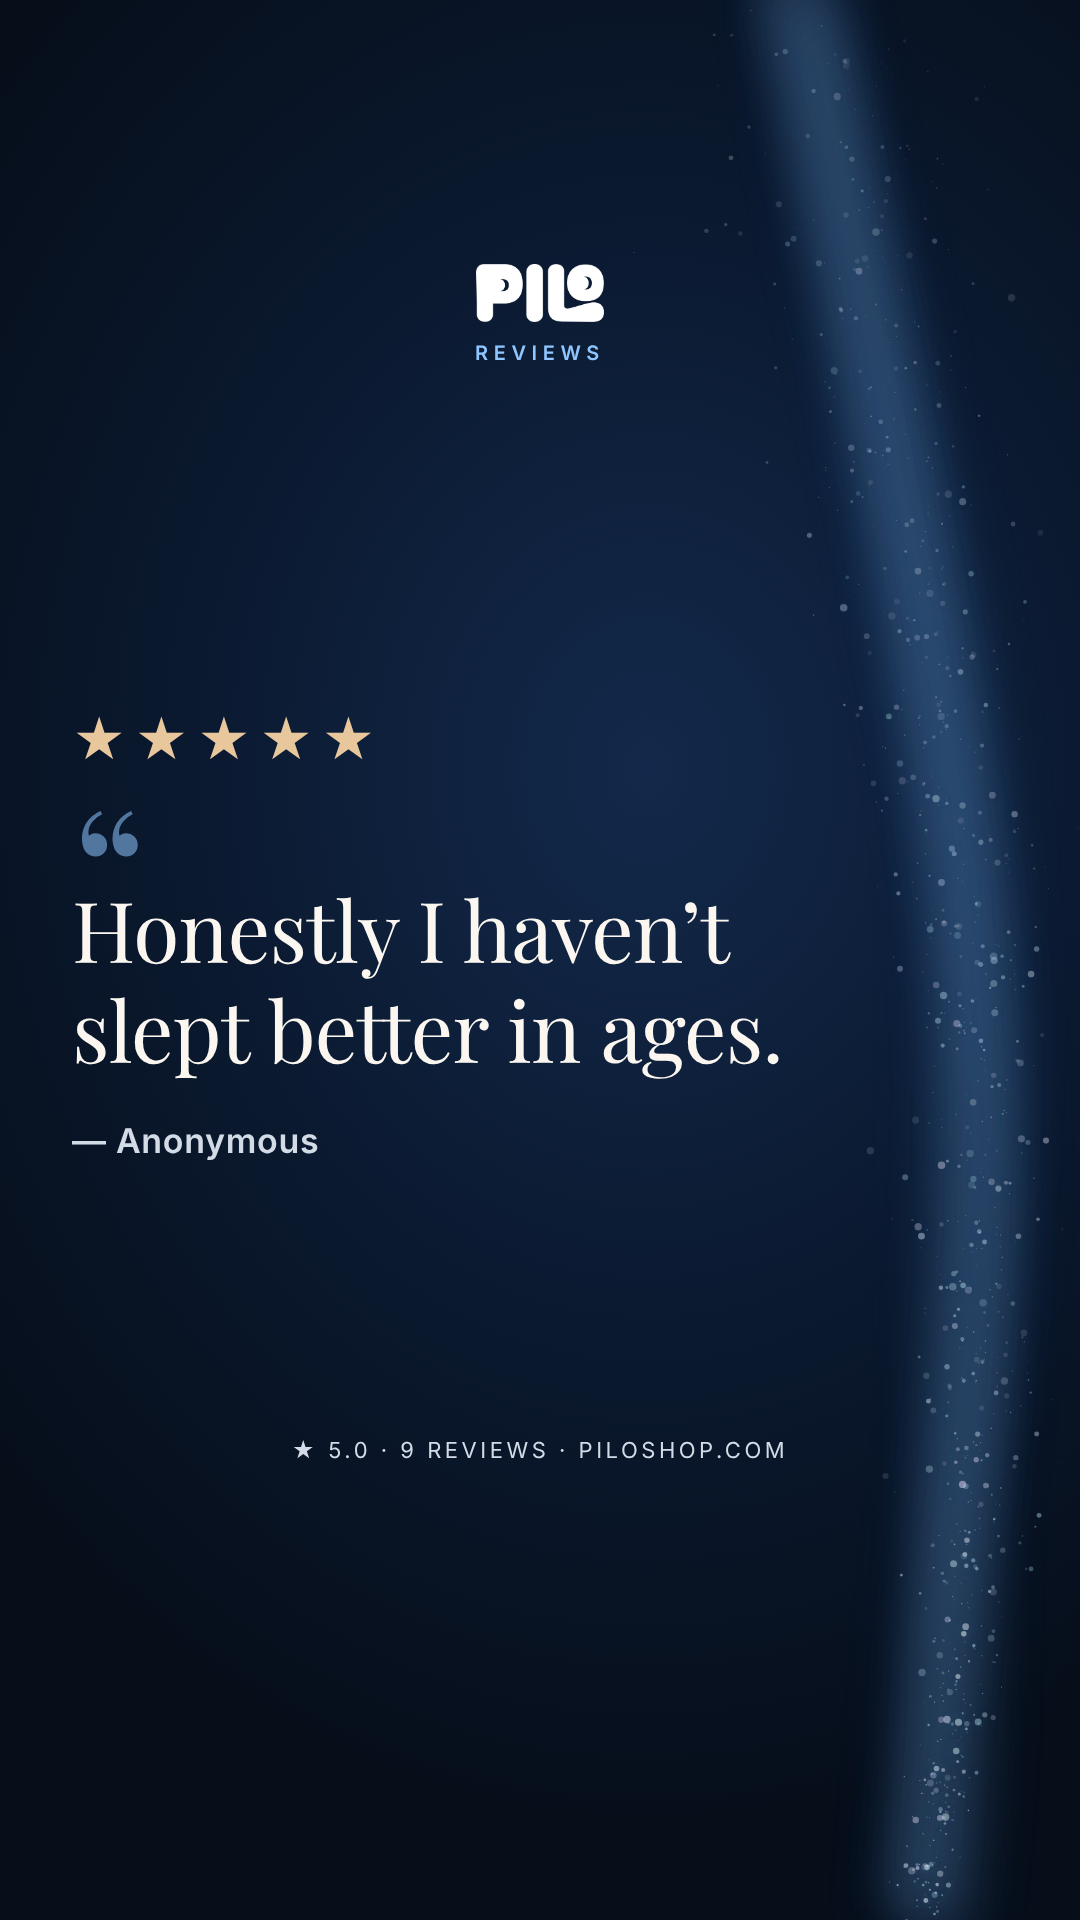 PILO
REVIEWS
★★★★★
“
Honestly I haven’t
slept better in ages.
— Anonymous
★ 5.0 · 9 REVIEWS · PILOSHOP.COM